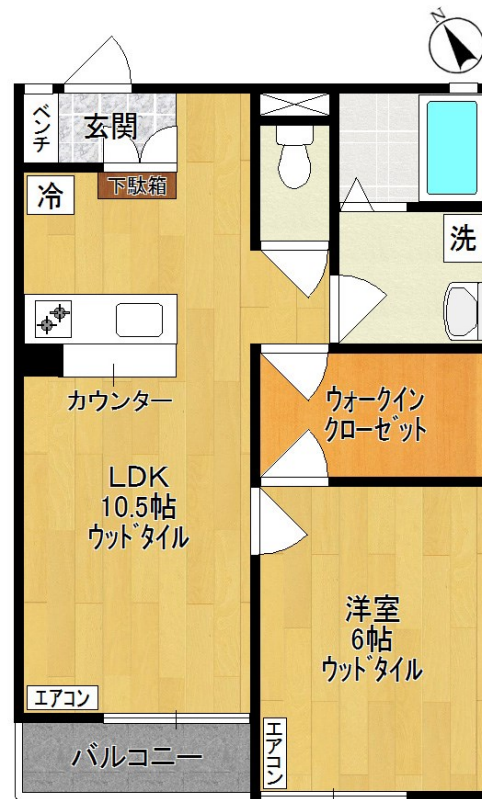 N
ベンチ
玄関
下駄箱
冷
洗
カウンター
ウォークイン
クローゼット
LDK
10.5帖
ウッドタイル
洋室
6帖
ウッドタイル
エアコン
エアコン
バルコニー